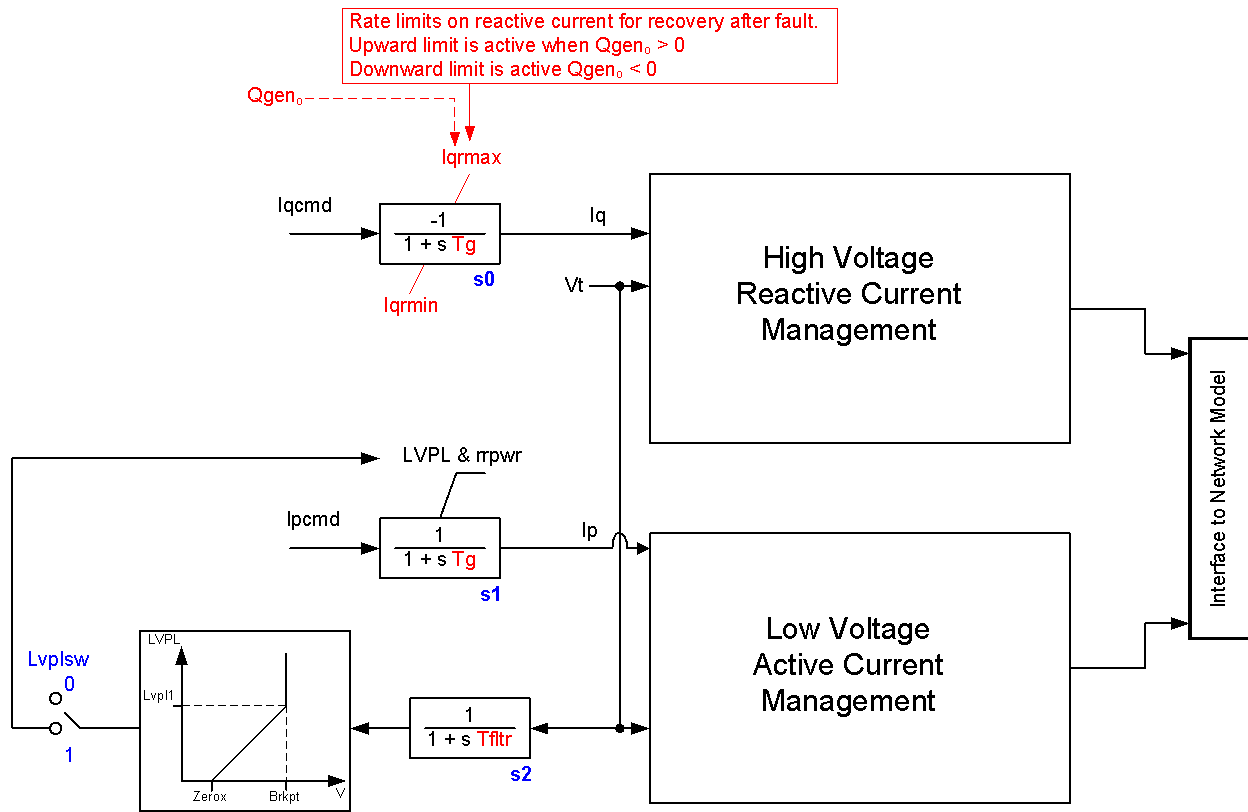 Rate limits on reactive current for recovery after fault.
Upward limit is active when Qgeno > 0
Downward limit is active Qgeno < 0
Qgeno
Iqrmax
Iqcmd
-1
1 + s Tg
s0
Iqrmin
Iq
Vt
High Voltage
Reactive Current
Management
Interface to Network Model
LVPL & rrpwr
Ipcmd
1
1 + s Tg
s1
Ip
Low Voltage
Active Current
Management
Lvplsw
0
1
LVPL
Lvpl1
Zerox
Brkpt
V
1
1 + s Tfltr
s2